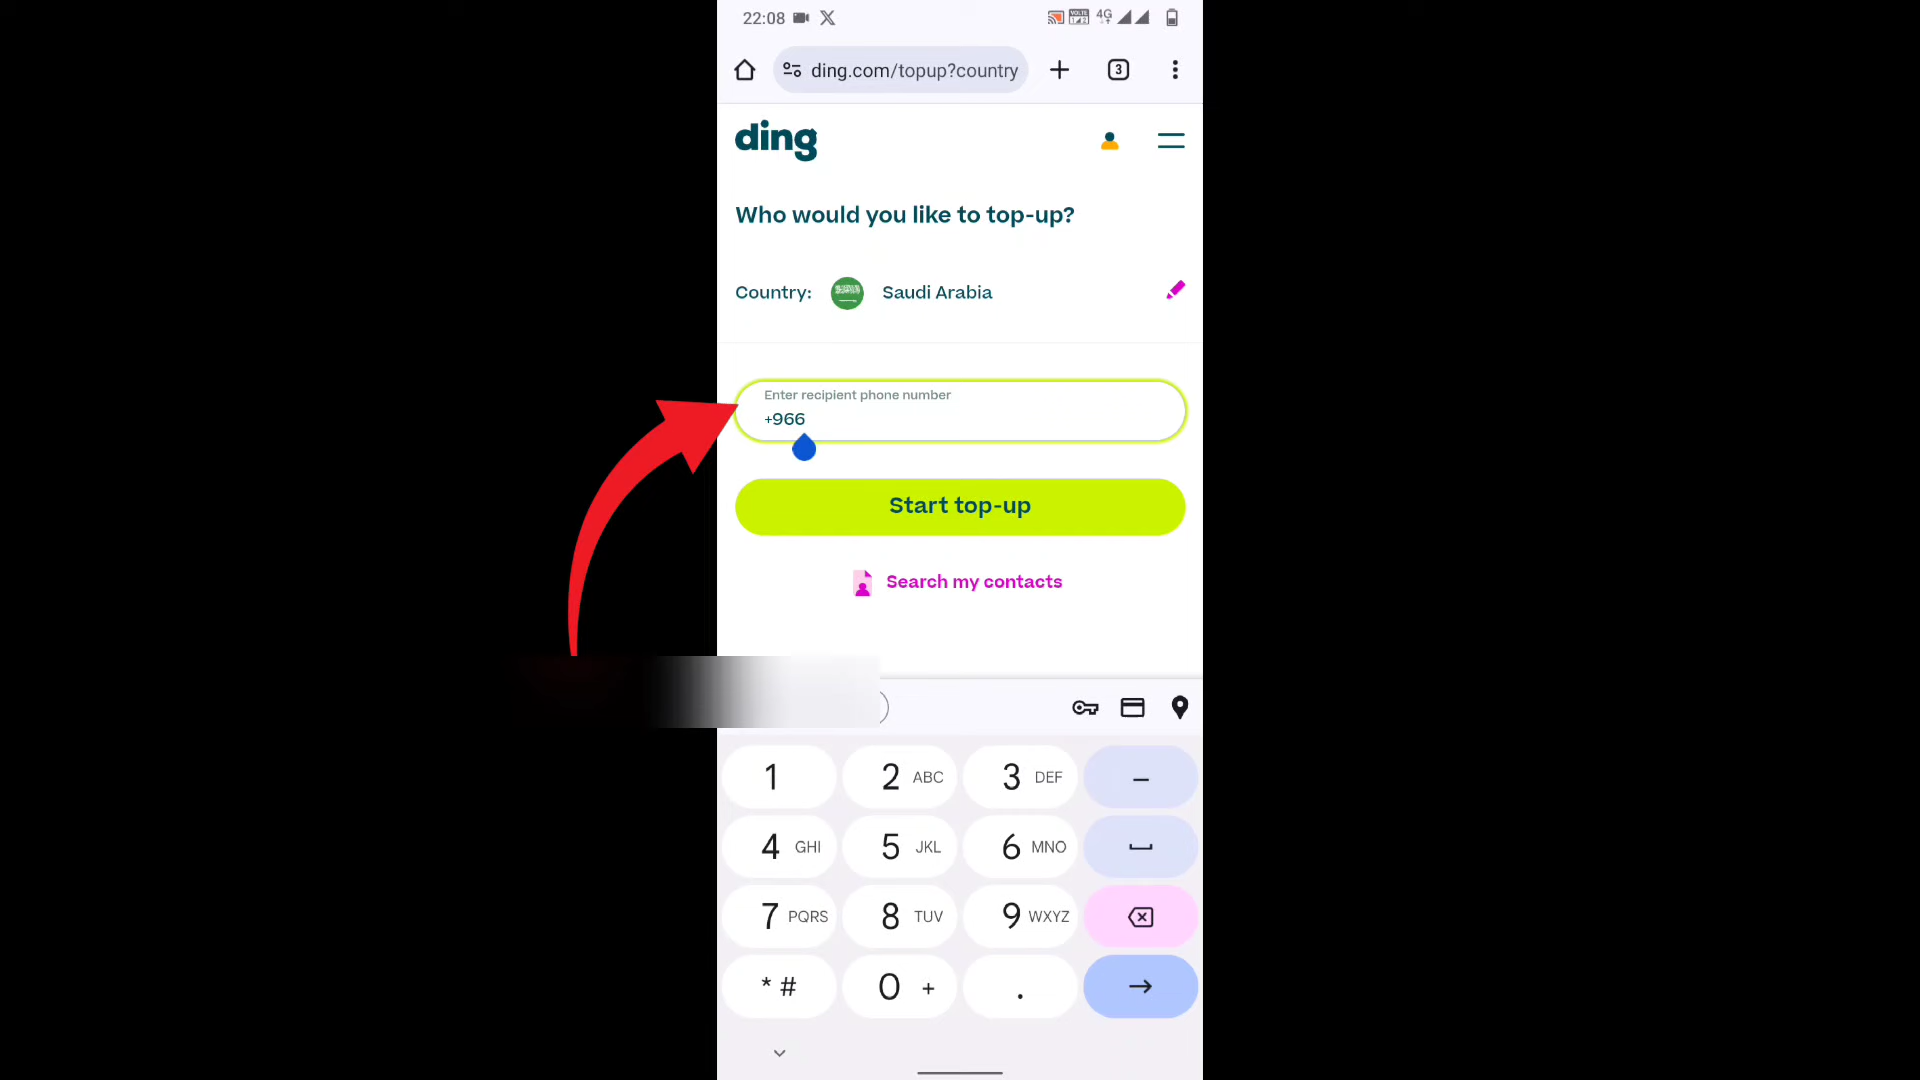 22:08
4G
ding.com/topup?country
3
ding
Who would you like to top-up?
Country: Saudi Arabia
Enter recipient phone number
+966
Start top-up
Search my contacts
1
2 ABC
3 DEF
–
4 GHI
5 JKL
6 MNO
7 PQRS
8 TUV
9 WXYZ
* #
0 +
.